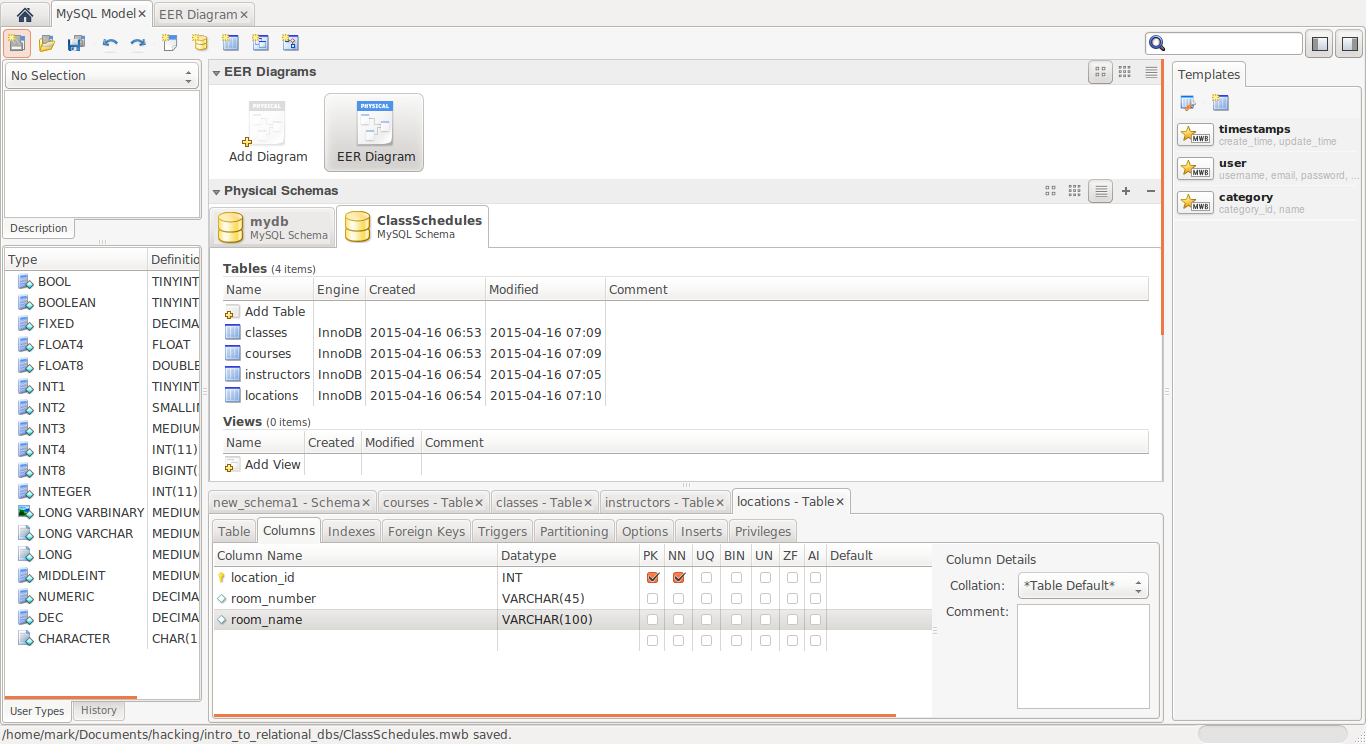 MySQL Model× EER Diagram×
No Selection
Description
Type Definitio
BOOL TINYINT
BOOLEAN TINYINT
FIXED DECIMA
FLOAT4 FLOAT
FLOAT8 DOUBLE
INT1 TINYINT
INT2 SMALLIN
INT3 MEDIUM
INT4 INT(11)
INT8 BIGINT(
INTEGER INT(11)
LONG VARBINARY MEDIUM
LONG VARCHAR MEDIUM
LONG MEDIUM
MIDDLEINT MEDIUM
NUMERIC DECIMA
DEC DECIMA
CHARACTER CHAR(1
User Types History
EER Diagrams
PHYSICAL PHYSICAL
Add Diagram EER Diagram
Physical Schemas
mydb
MySQL Schema
ClassSchedules
MySQL Schema
Tables (4 items)
Name Engine Created Modified Comment
Add Table
classes InnoDB 2015-04-16 06:53 2015-04-16 07:09
courses InnoDB 2015-04-16 06:53 2015-04-16 07:09
instructors InnoDB 2015-04-16 06:54 2015-04-16 07:05
locations InnoDB 2015-04-16 06:54 2015-04-16 07:10
Views (0 items)
Name Created Modified Comment
Add View
new_schema1 - Schema× courses - Table× classes - Table× instructors - Table× locations - Table×
Table Columns Indexes Foreign Keys Triggers Partitioning Options Inserts Privileges
Column Name Datatype PK NN UQ BIN UN ZF AI Default
location_id INT
room_number VARCHAR(45)
room_name VARCHAR(100)
Column Details
Collation: *Table Default*
Comment:
Templates
MWB timestamps
create_time, update_time
MWB user
username, email, password, ...
MWB category
category_id, name
/home/mark/Documents/hacking/intro_to_relational_dbs/ClassSchedules.mwb saved.